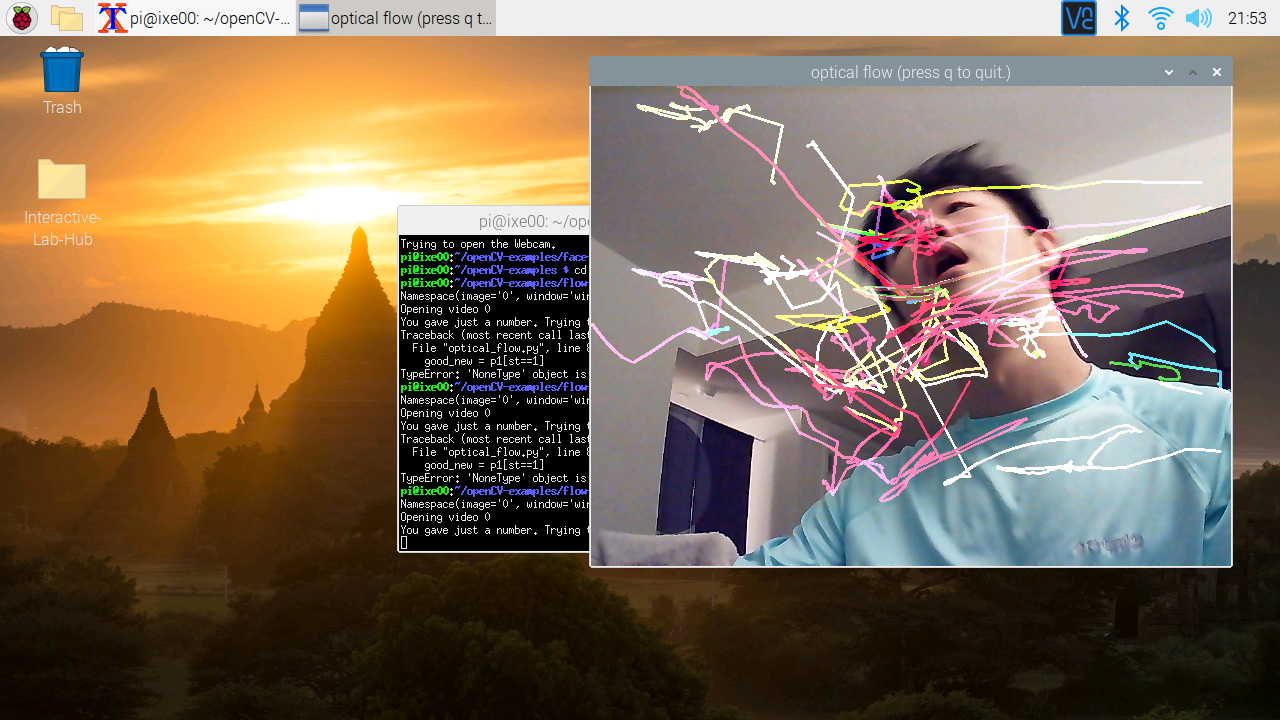 pi@ixe00: ~/openCV-...
optical flow (press q t...
21:53
Trash
Interactive-
Lab-Hub
optical flow (press q to quit.)
pi@ixe00: ~/ope
Trying to open the Webcam.
pi@ixe00:~/openCV-examples/face-
pi@ixe00:~/openCV-examples $ cd
pi@ixe00:~/openCV-examples/flow-
Namespace(image='0', window='wi
Opening video 0
You gave just a number. Trying
Traceback (most recent call last
File "optical_flow.py", line
good_new = p1[st==1]
TypeError: 'NoneType' object is
pi@ixe00:~/openCV-examples/flow-
Namespace(image='0', window='wi
Opening video 0
You gave just a number. Trying
Traceback (most recent call last
File "optical_flow.py", line
good_new = p1[st==1]
TypeError: 'NoneType' object is
pi@ixe00:~/openCV-examples/flow-
Namespace(image='0', window='wi
Opening video 0
You gave just a number. Trying